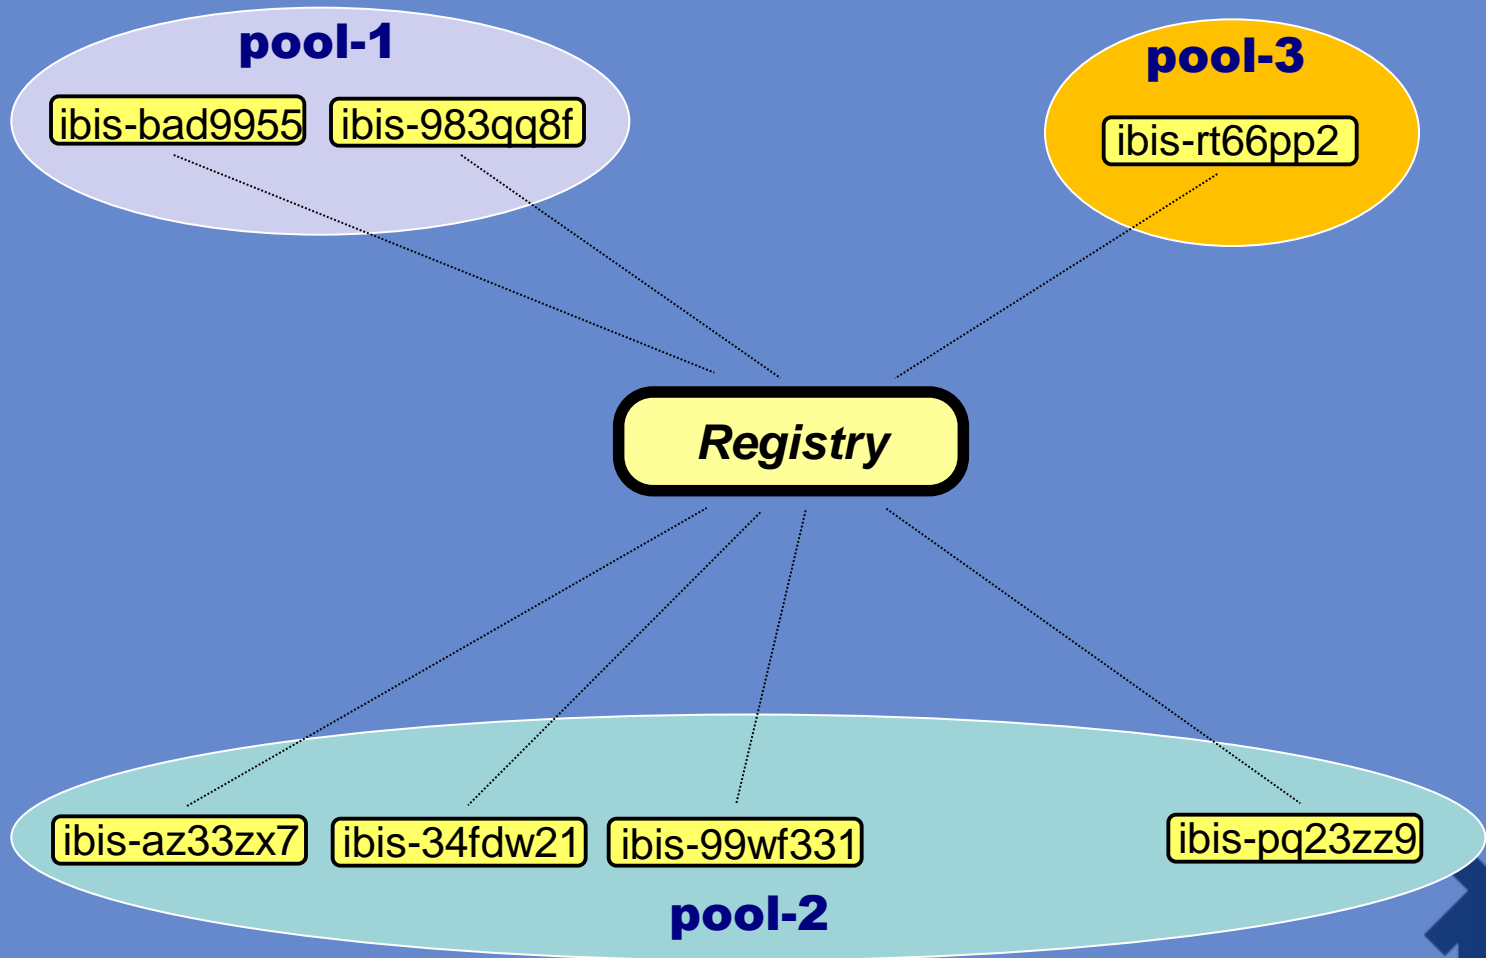 pool-1
ibis-bad9955
ibis-983qq8f
pool-3
ibis-rt66pp2
Registry
ibis-az33zx7
ibis-34fdw21
ibis-99wf331
ibis-pq23zz9
pool-2